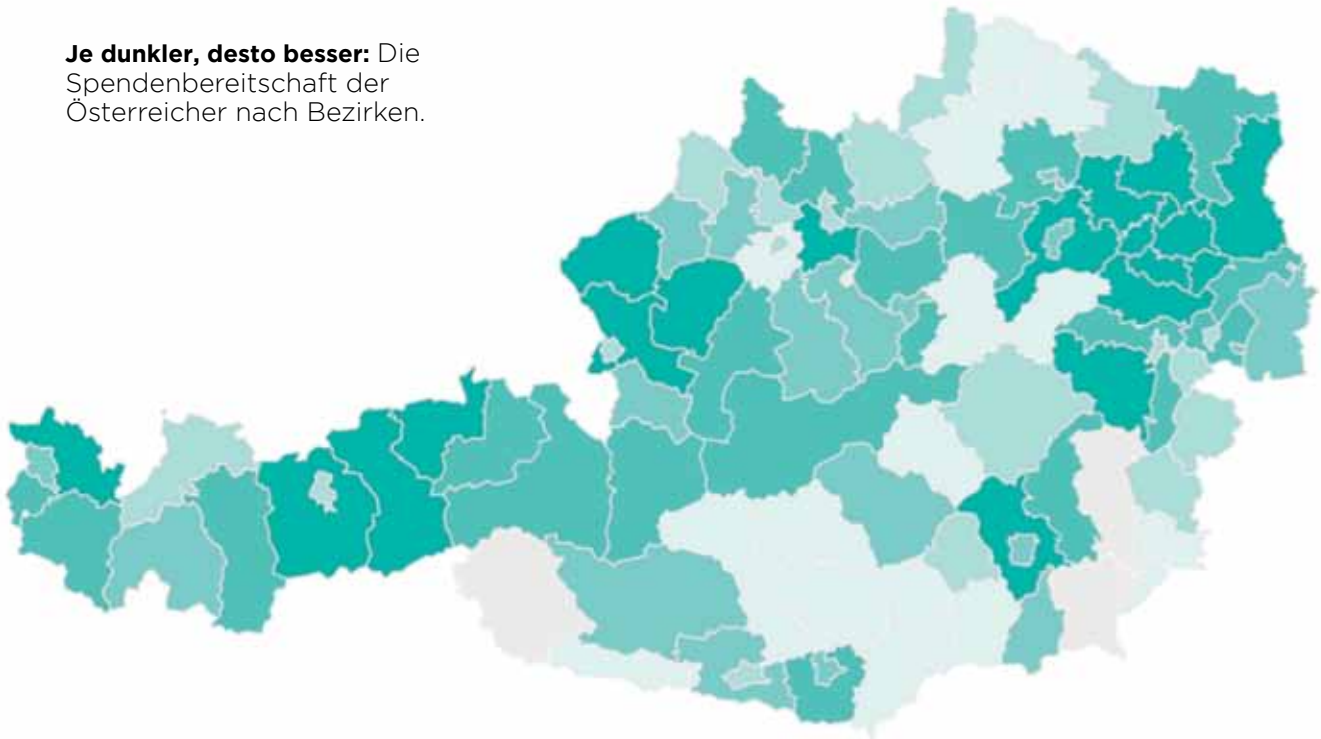 Je dunkler, desto besser: Die
Spendenbereitschaft der
Österreicher nach Bezirken.